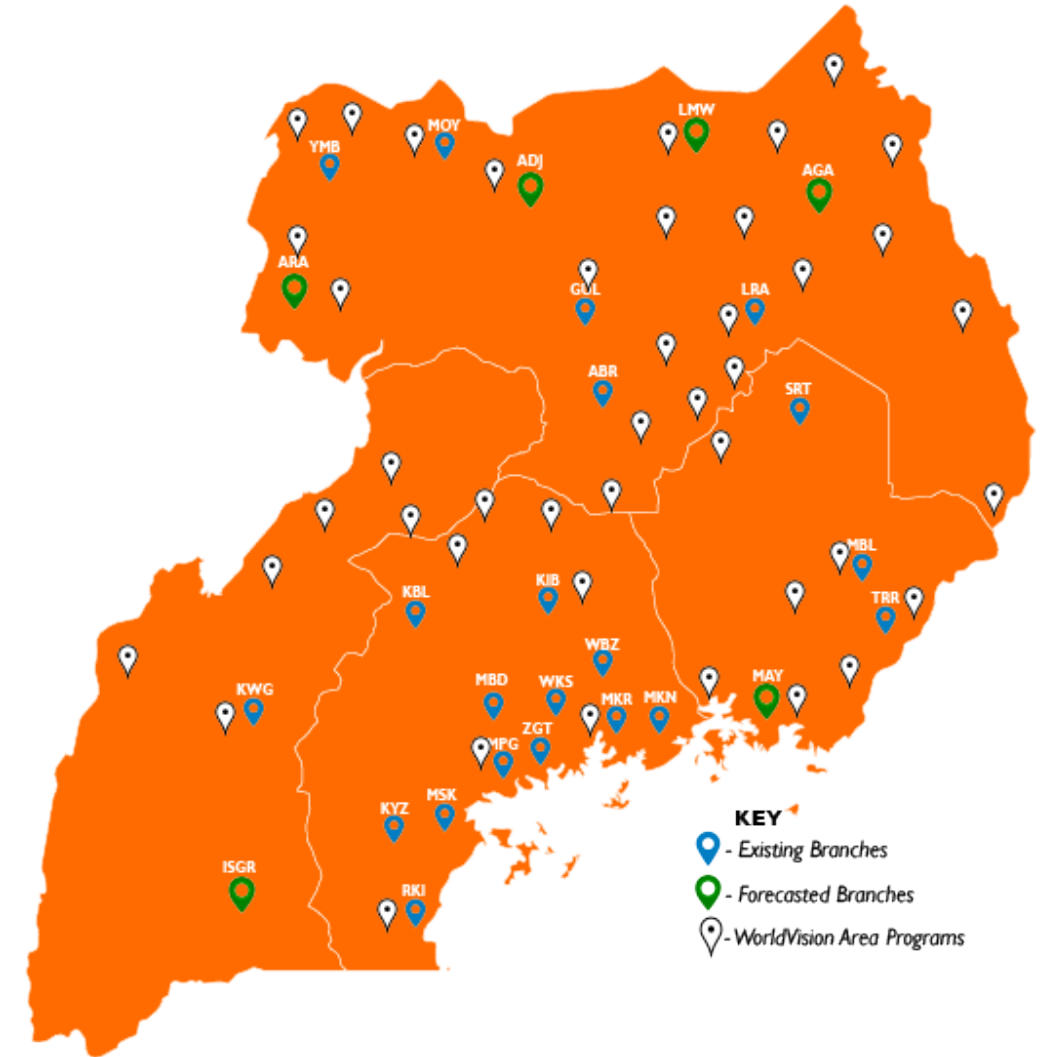 LMW
MOY
YMB
ADJ
AGA
ARA
GUL
LRA
ABR
SRT
MBL
KIB
KBL
TRR
WBZ
MBD
WKS
MAY
KWG
MKR
MKN
ZGT
MPG
MSK
KYZ
KEY
- Existing Branches
ISGR
RKI
- Forecasted Branches
- WorldVision Area Programs